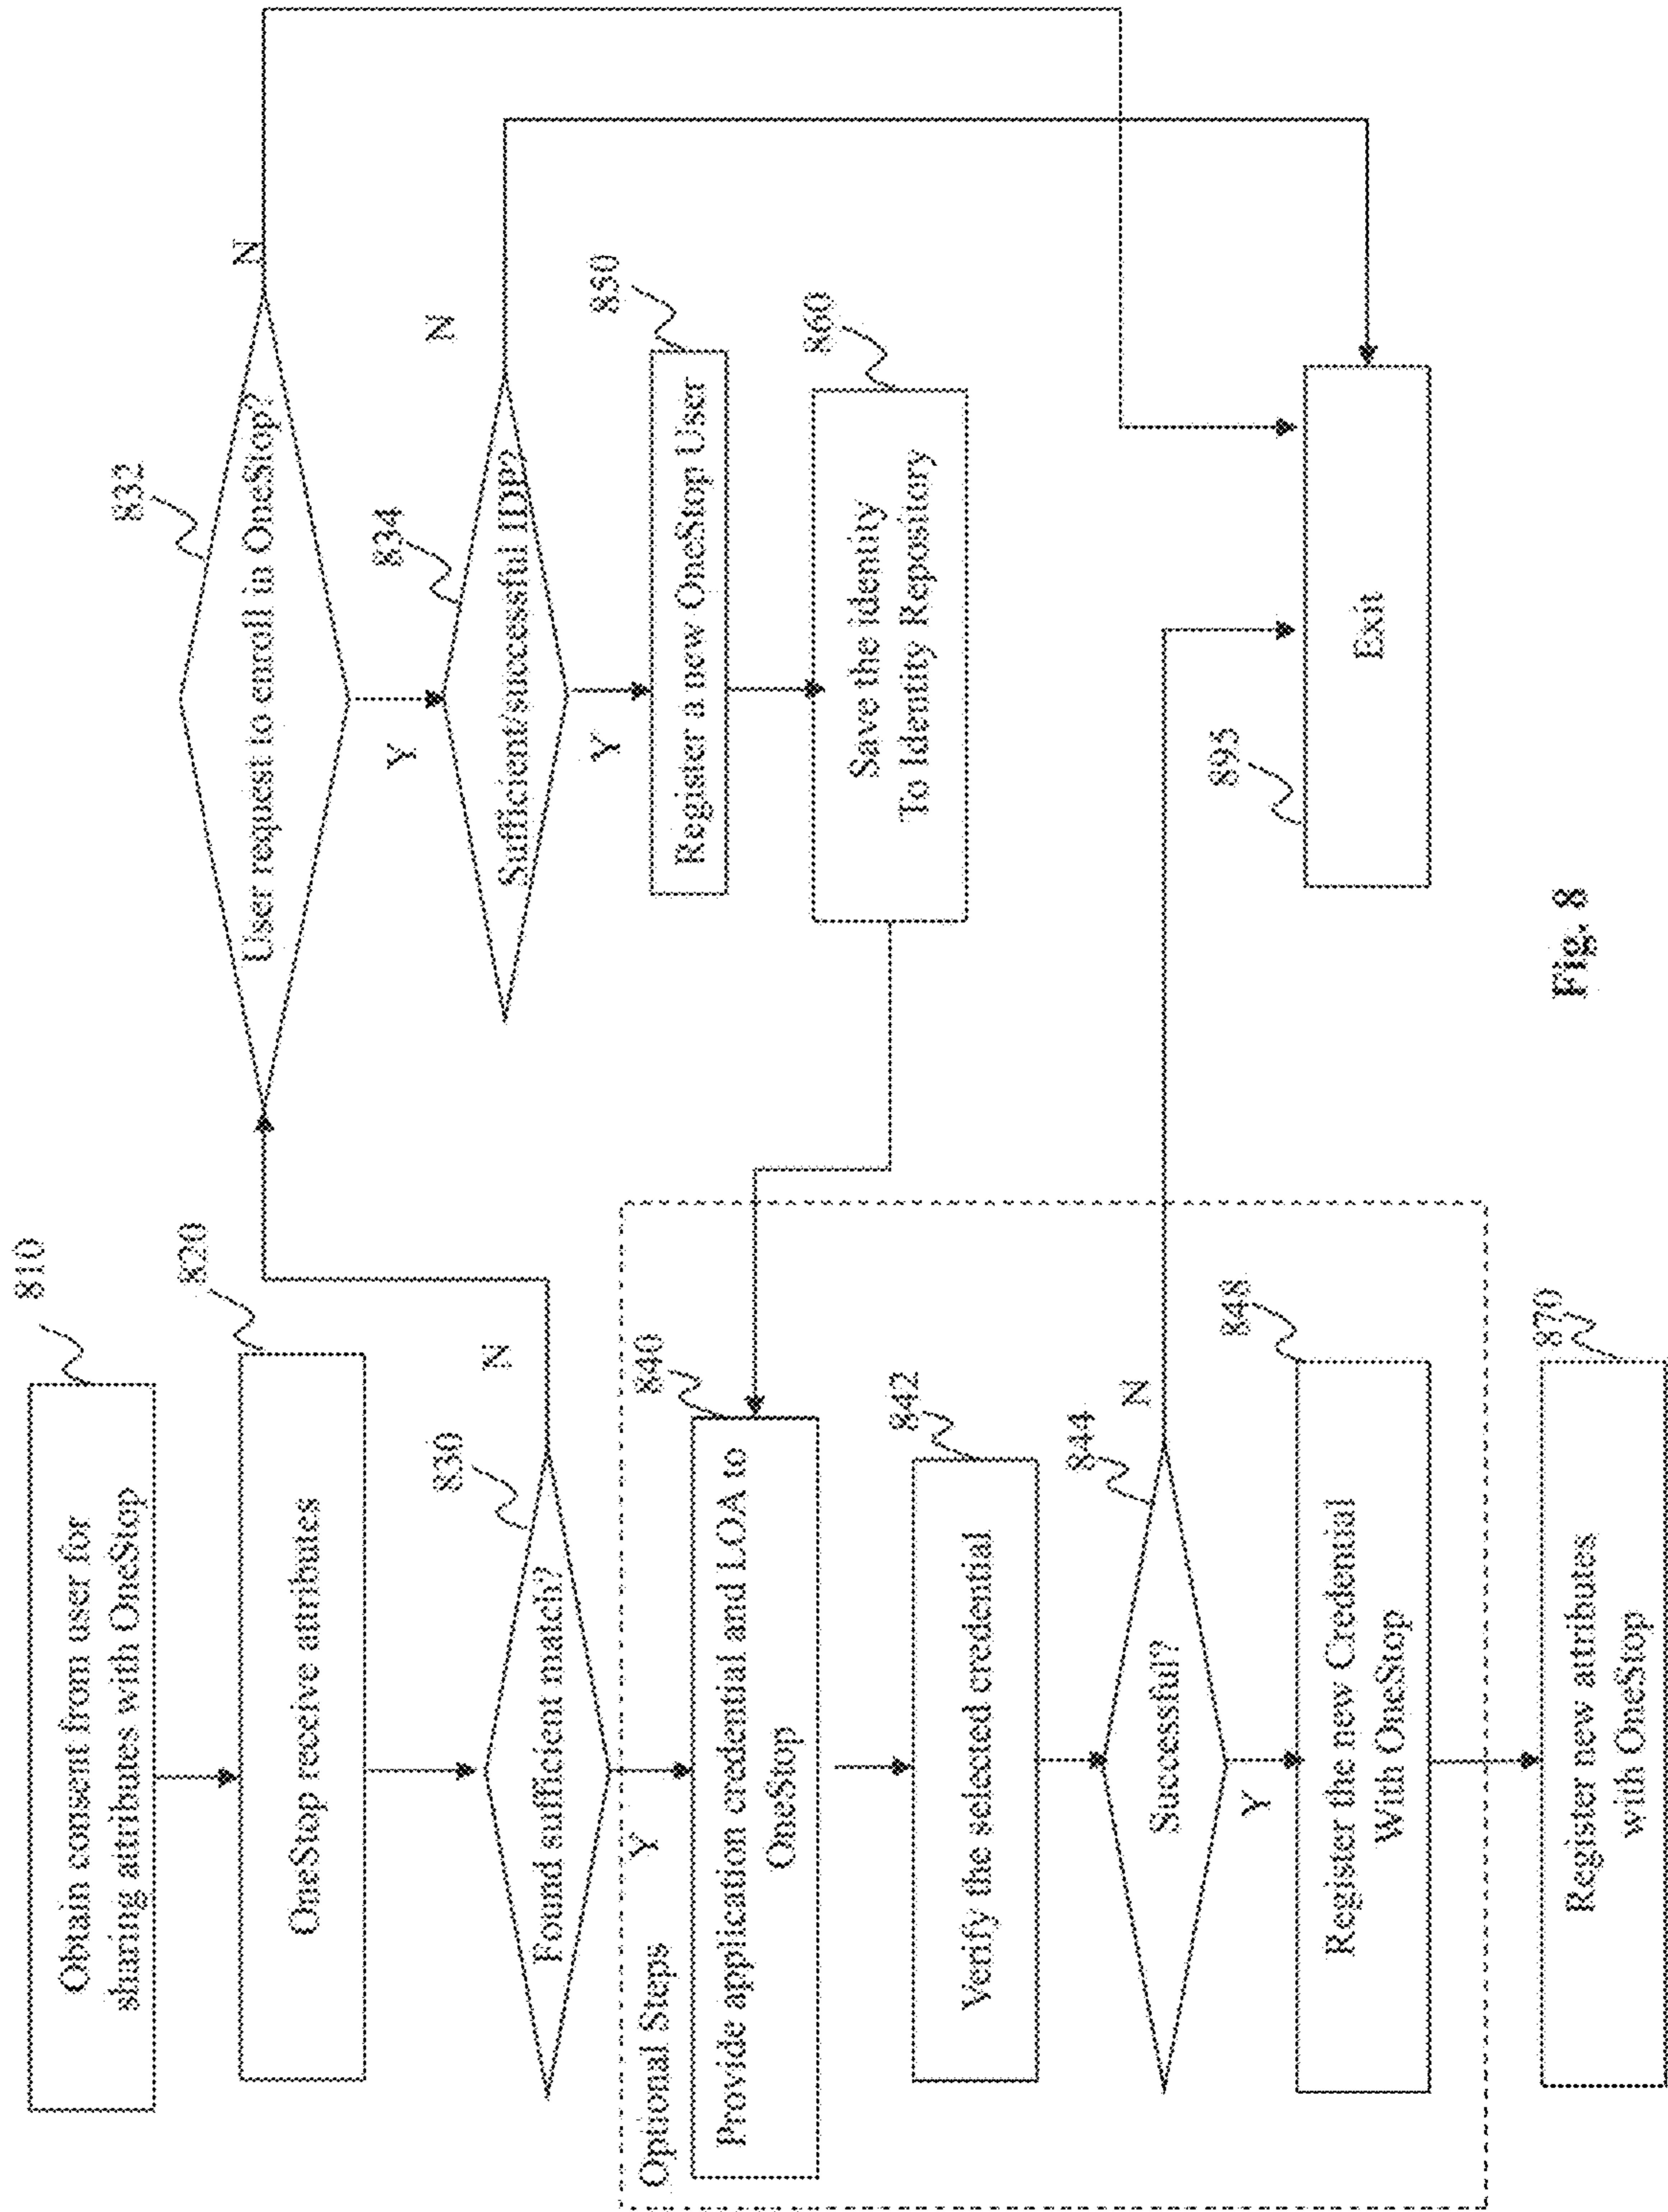 810
Obtain consent from user for
sharing attributes with OneStop
820
OneStop receive attributes
830
Found sufficient match?
N
Y
Optional Steps
840
Provide application credential and LOA to
OneStop
842
Verify the selected credential
844
Successful?
N
Y
848
Register the new Credential
With OneStop
870
Register new attributes
with OneStop
832
User request to enroll in OneStop?
N
Y
834
Sufficient/successful IDP?
N
Y
850
Register a new OneStop User
860
Save the identity
To Identity Repository
895
Exit
Fig. 8